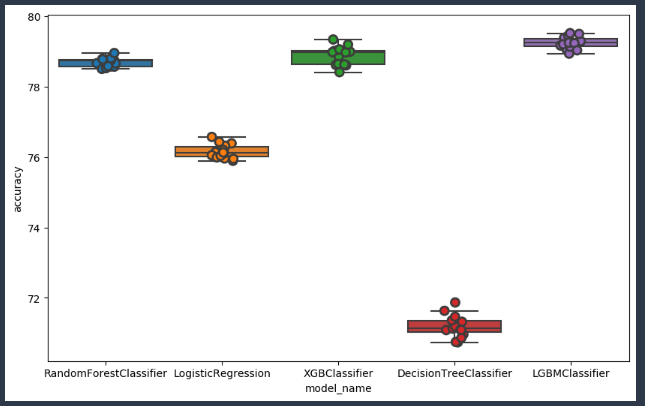 80
78
76
74
72
accuracy
RandomForestClassifier LogisticRegression XGBClassifier DecisionTreeClassifier LGBMClassifier
model_name